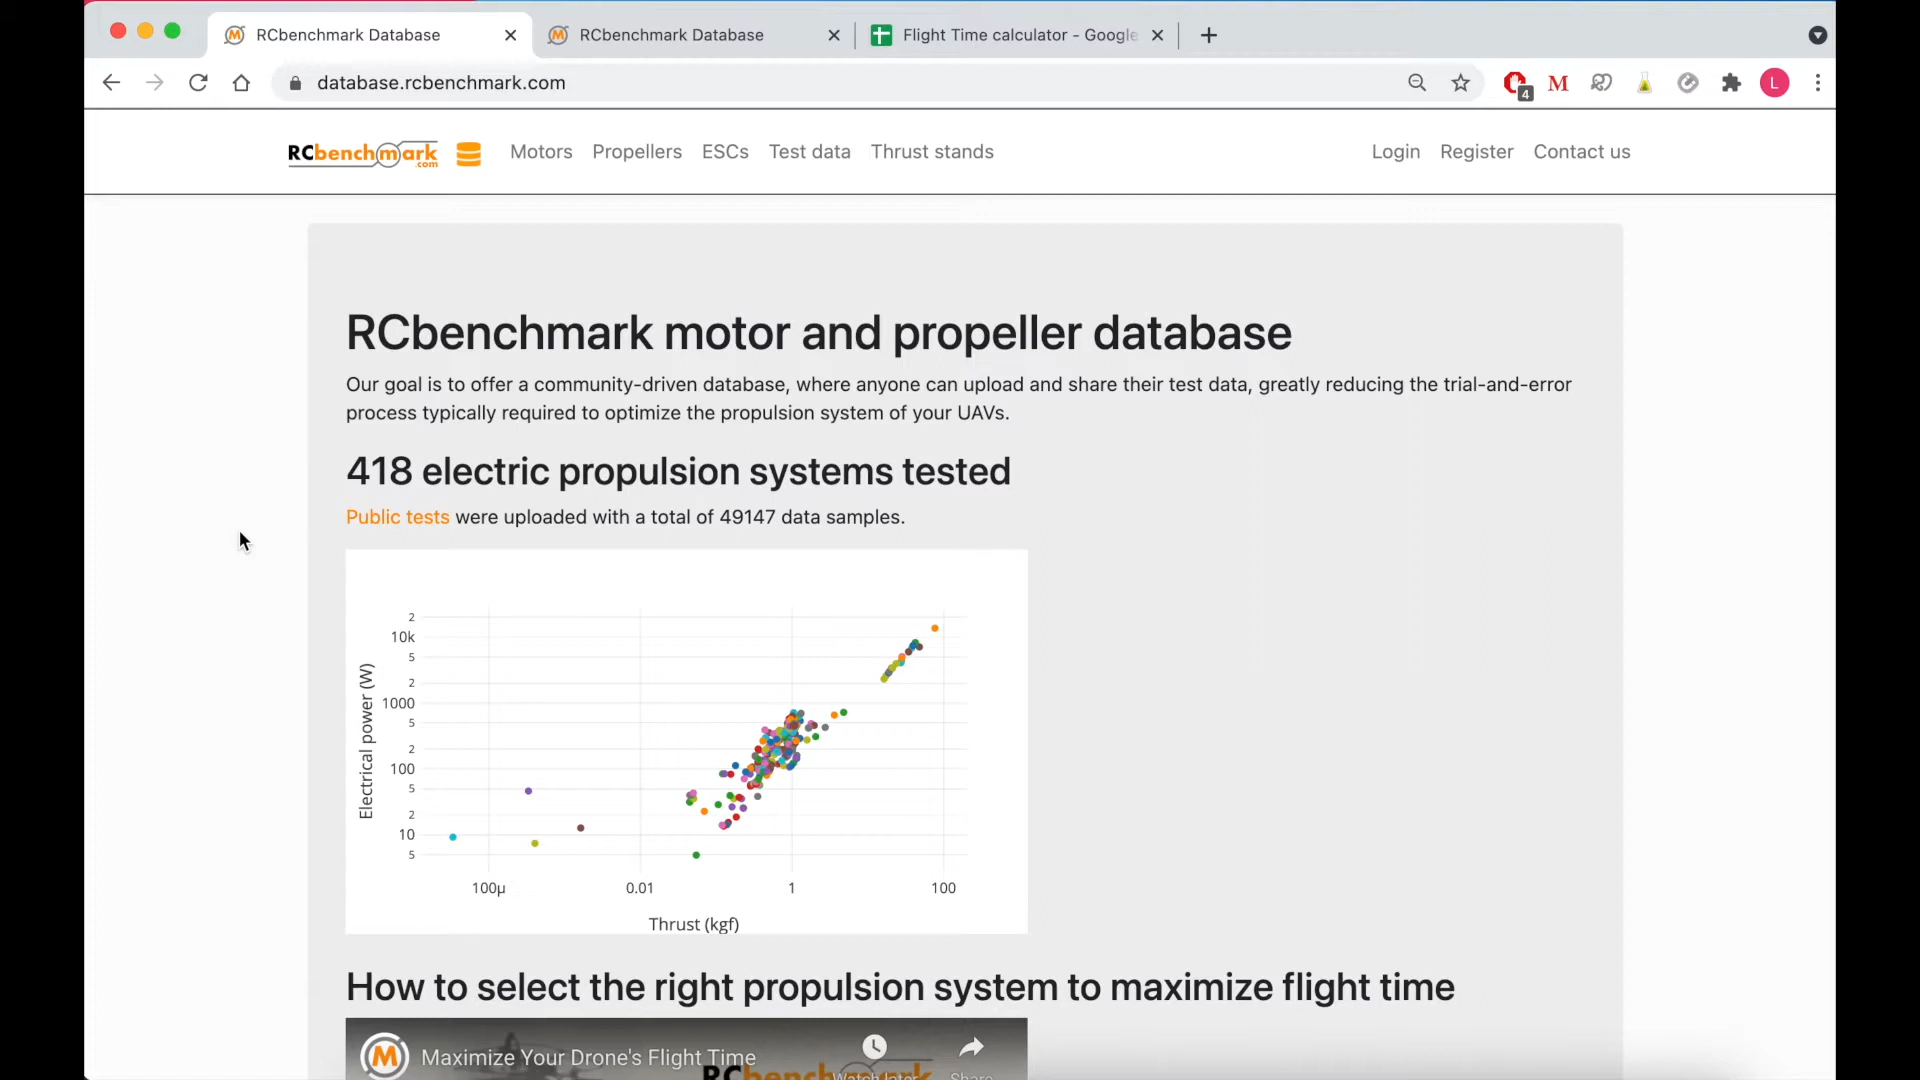 RCbenchmark Database
RCbenchmark Database
Flight Time calculator - Google
database.rcbenchmark.com
4
M
L
RCbenchmark
.com
Motors
Propellers
ESCs
Test data
Thrust stands
Login
Register
Contact us
RCbenchmark motor and propeller database
Our goal is to offer a community-driven database, where anyone can upload and share their test data, greatly reducing the trial-and-error
process typically required to optimize the propulsion system of your UAVs.
418 electric propulsion systems tested
Public tests were uploaded with a total of 49147 data samples.
Electrical power (W)
2
10k
5
2
1000
5
2
100
5
2
10
5
100μ
0.01
1
100
Thrust (kgf)
How to select the right propulsion system to maximize flight time
M
Maximize Your Drone's Flight Time
RCbenchmark
Watch later
Share